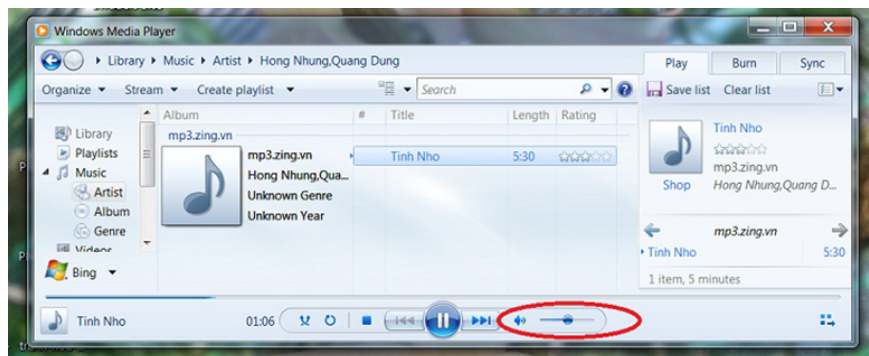 Windows Media Player
Library Music Artist Hong Nhung,Quang Dung
Play Burn Sync
Organize Stream Create playlist Search Save list Clear list
Album # Title Length Rating
mp3.zing.vn
mp3.zing.vn
Hong Nhung,Qua...
Unknown Genre
Unknown Year
Tinh Nho 5:30
Library
Playlists
Music
Artist
Album
Genre
Videos
Bing
Tinh Nho
mp3.zing.vn
Hong Nhung,Quang D...
Shop
mp3.zing.vn
Tinh Nho 5:30
1 item, 5 minutes
Tinh Nho 01:06